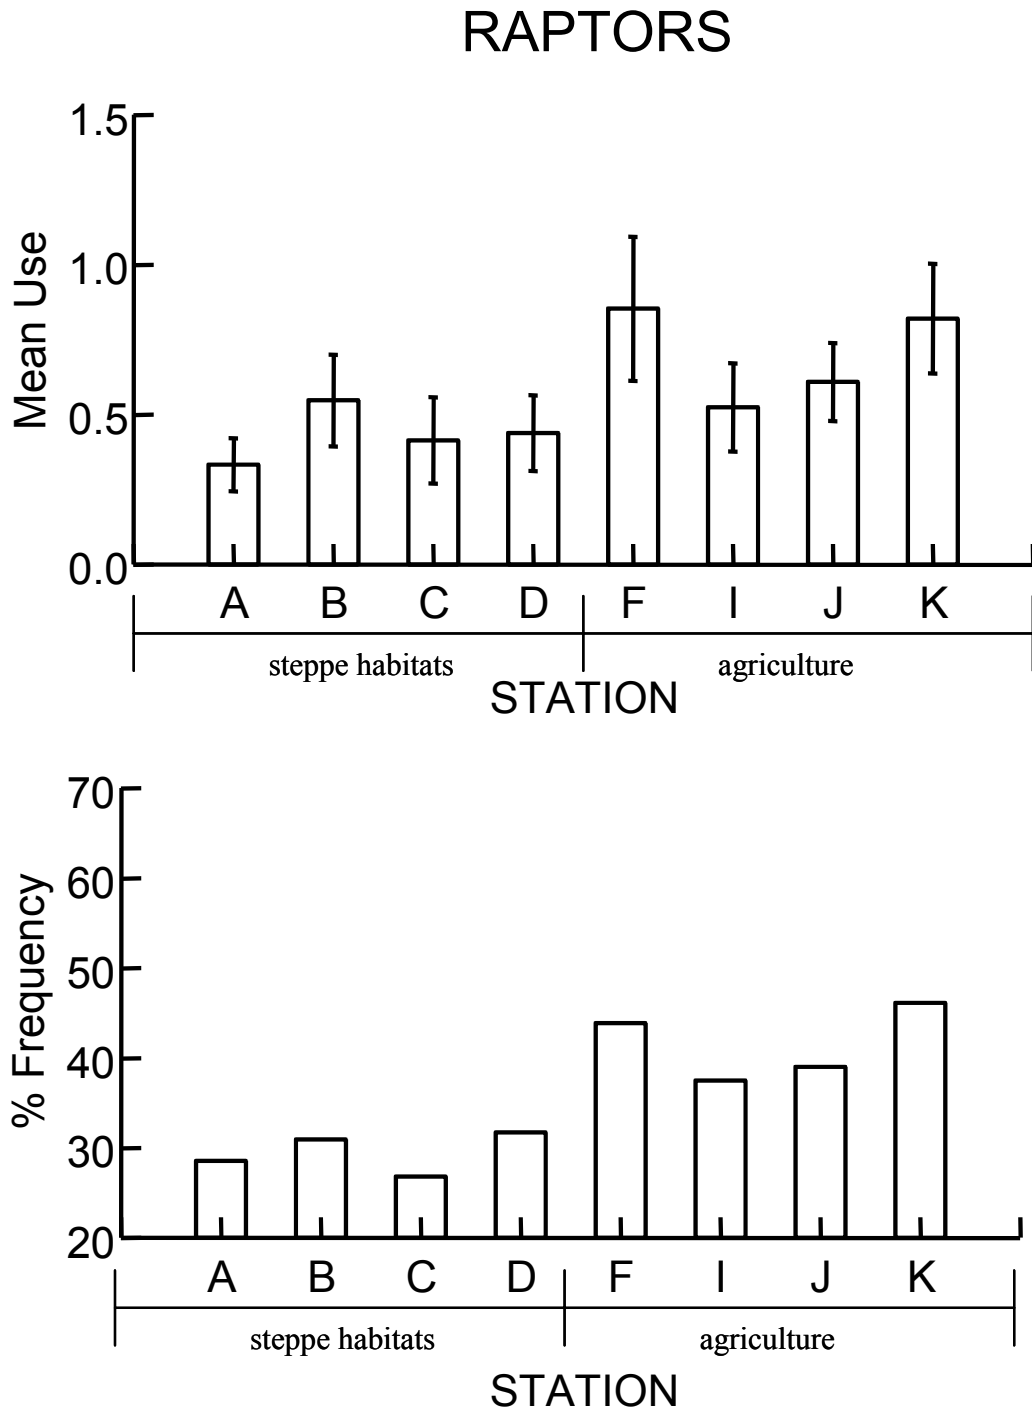 RAPTORS
1.5
1.0
0.5
0.0
Mean Use
A B C D F I J K
steppe habitats agriculture
STATION
70
60
50
40
30
20
% Frequency
A B C D F I J K
steppe habitats agriculture
STATION